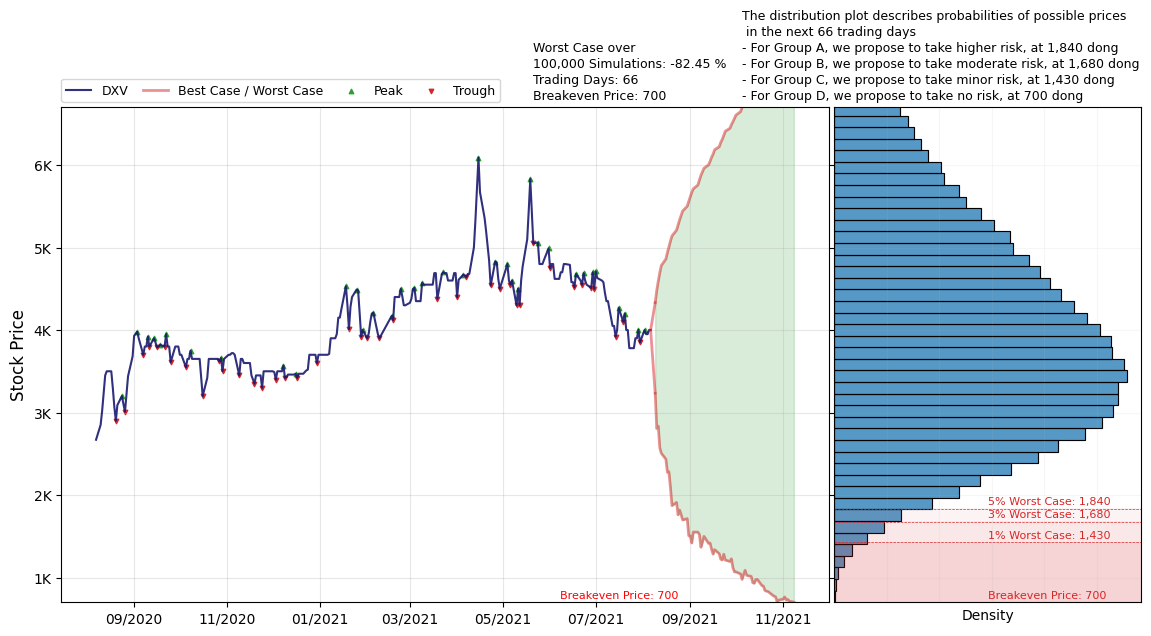 The distribution plot describes probabilities of possible prices
in the next 66 trading days
- For Group A, we propose to take higher risk, at 1,840 dong
- For Group B, we propose to take moderate risk, at 1,680 dong
- For Group C, we propose to take minor risk, at 1,430 dong
- For Group D, we propose to take no risk, at 700 dong
Worst Case over
100,000 Simulations: -82.45 %
Trading Days: 66
Breakeven Price: 700
DXV
Best Case / Worst Case
Peak
Trough
Stock Price
6K
5K
4K
3K
2K
1K
09/2020
11/2020
01/2021
03/2021
05/2021
07/2021
09/2021
11/2021
Breakeven Price: 700
5% Worst Case: 1,840
3% Worst Case: 1,680
1% Worst Case: 1,430
Breakeven Price: 700
Density